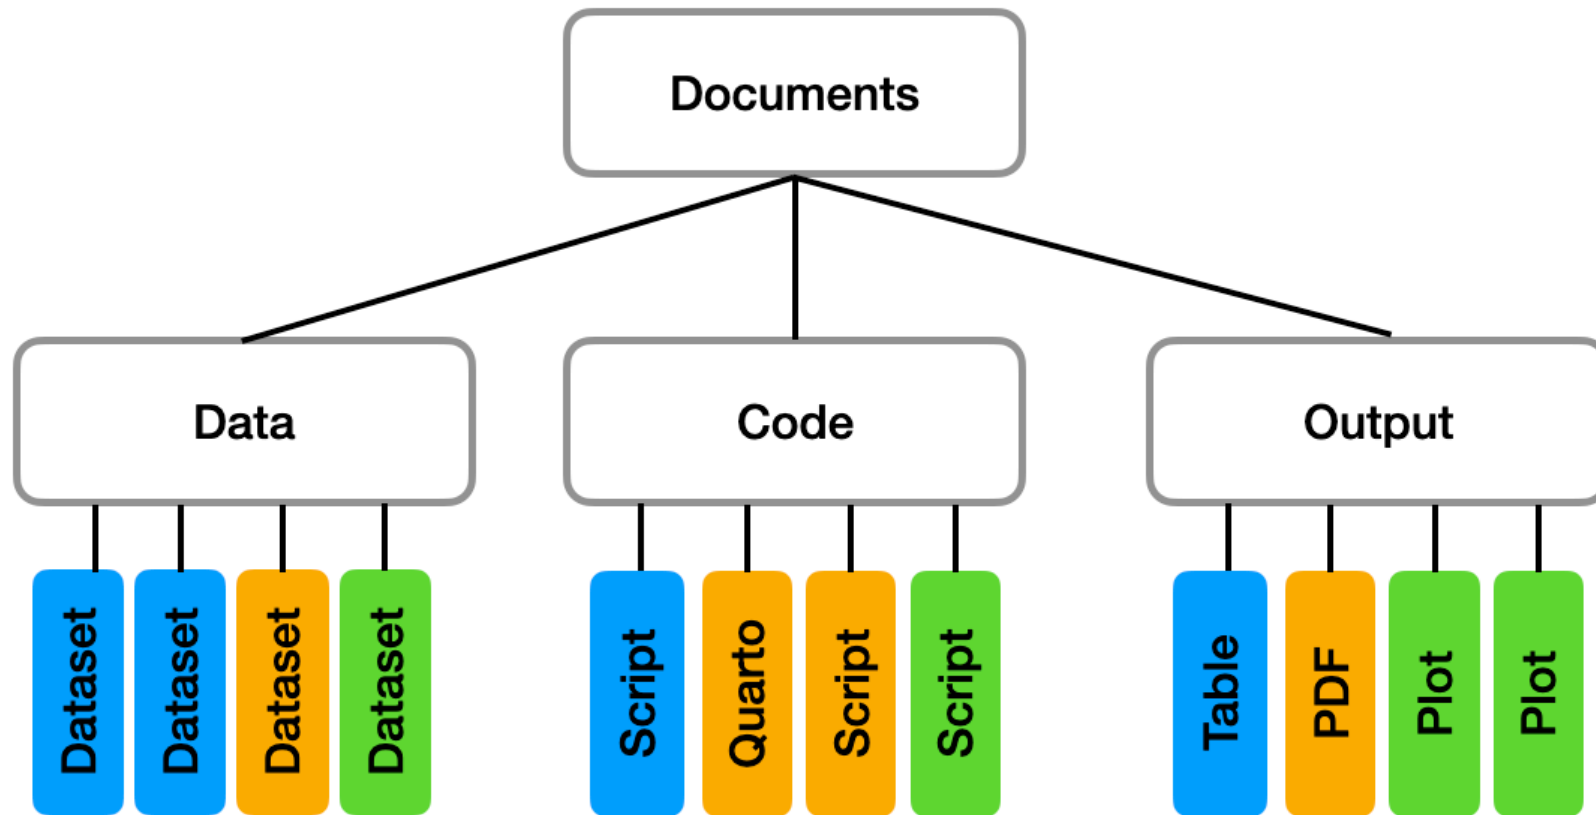 Documents
Data
Code
Output
Dataset
Dataset
Dataset
Dataset
Script
Quarto
Script
Script
Table
PDF
Plot
Plot